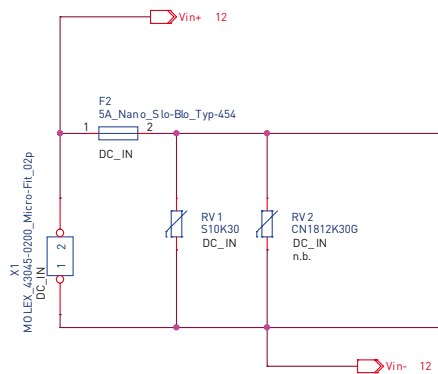 Vin+ 12
F2
5A_Nano_Slo-Blo_Typ-454
1 2
DC_IN
RV1
S10K30
DC_IN
RV2
CN1812K30G
DC_IN
n.b.
X1
MOLEX_43045-0200_Micro-Fit_02p
DC_IN
1 2
Vin- 12